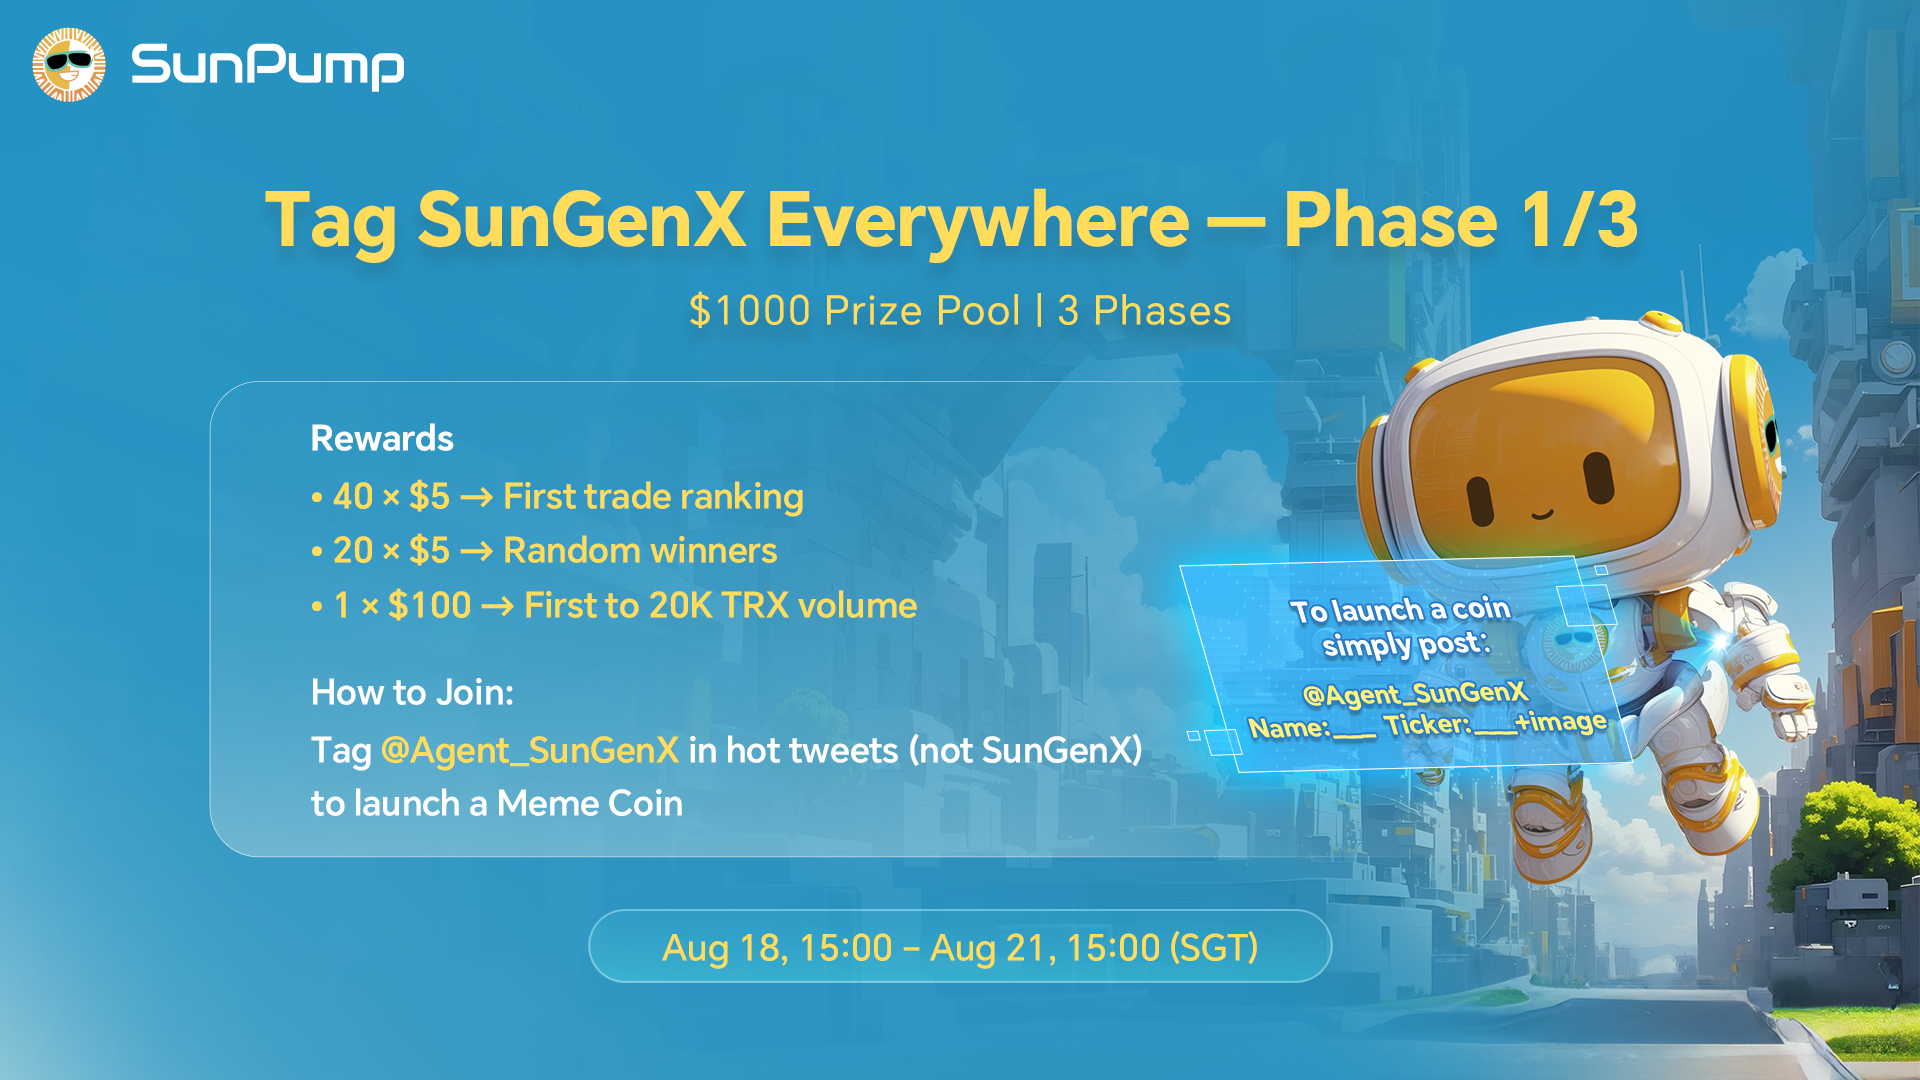 SunPump
Tag SunGenX Everywhere — Phase 1/3
$1000 Prize Pool | 3 Phases
Rewards
• 40 × $5 → First trade ranking
• 20 × $5 → Random winners
• 1 × $100 → First to 20K TRX volume
How to Join:
Tag @Agent_SunGenX in hot tweets (not SunGenX)
to launch a Meme Coin
To launch a coin
simply post:
@Agent_SunGenX
Name:___ Ticker:___+image
Aug 18, 15:00 – Aug 21, 15:00 (SGT)